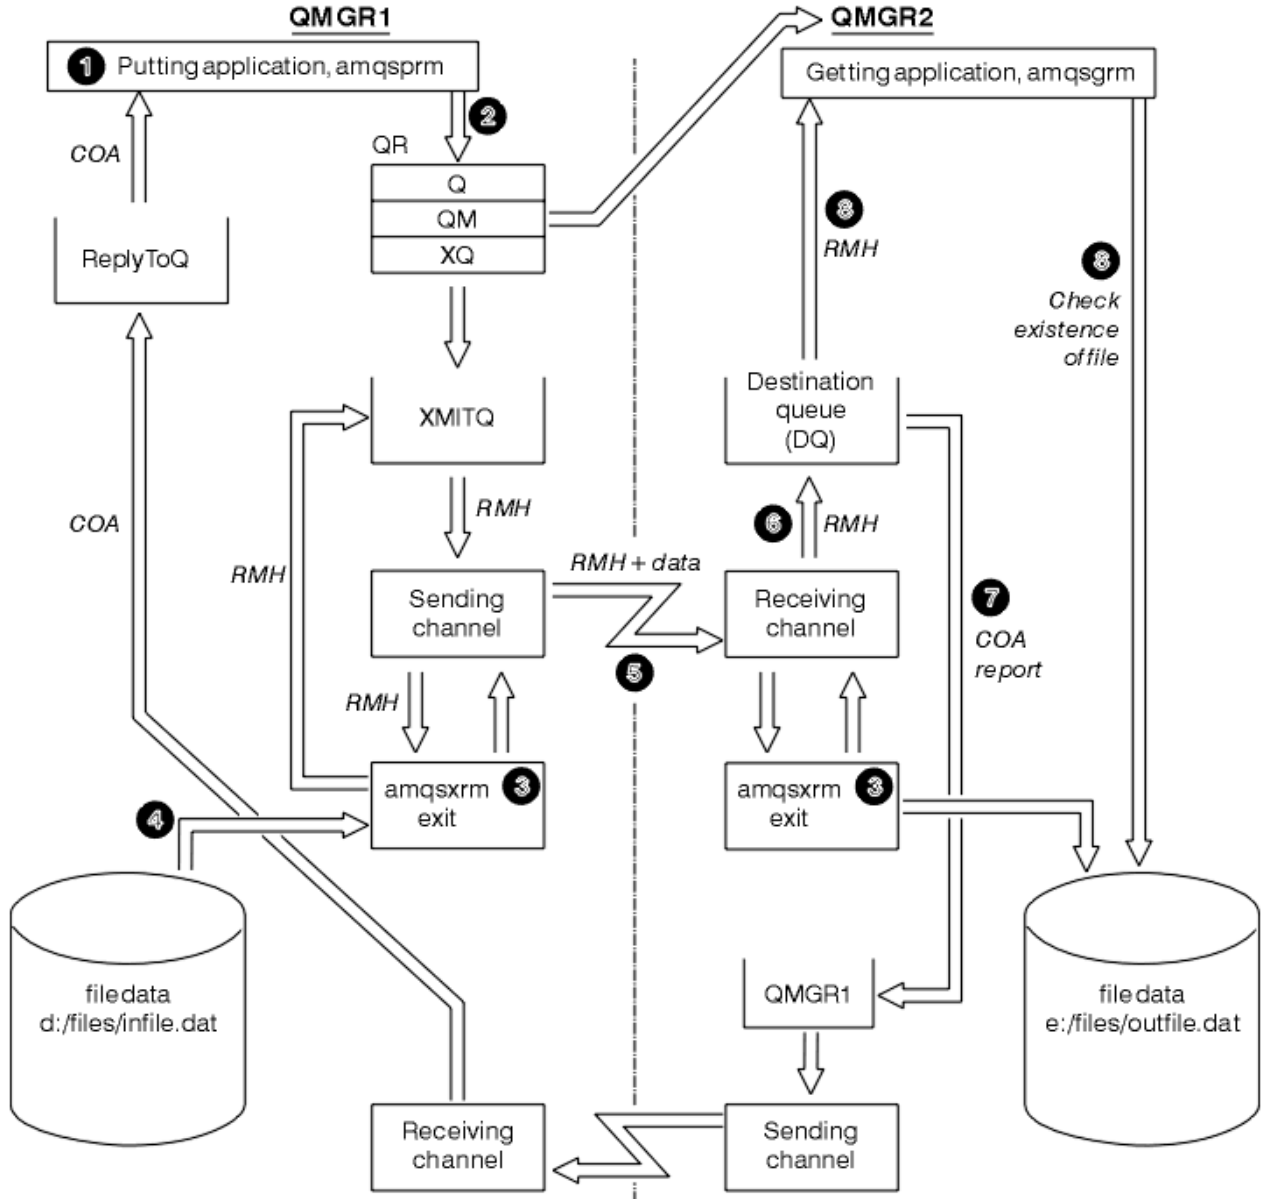 QMGR1
QMGR2
1 Putting application, amqsprm
Getting application, amqsgrm
2
COA
QR
Q
QM
XQ
ReplyToQ
8
RMH
8
Check
existence
of file
XMITQ
Destination
queue
(DQ)
COA
RMH
6
RMH
RMH
RMH + data
Sending
channel
Receiving
channel
7
COA
report
5
RMH
amqsxrm
exit
3
amqsxrm
exit
3
4
file data
d:/files/infile.dat
QMGR1
file data
e:/files/outfile.dat
Receiving
channel
Sending
channel